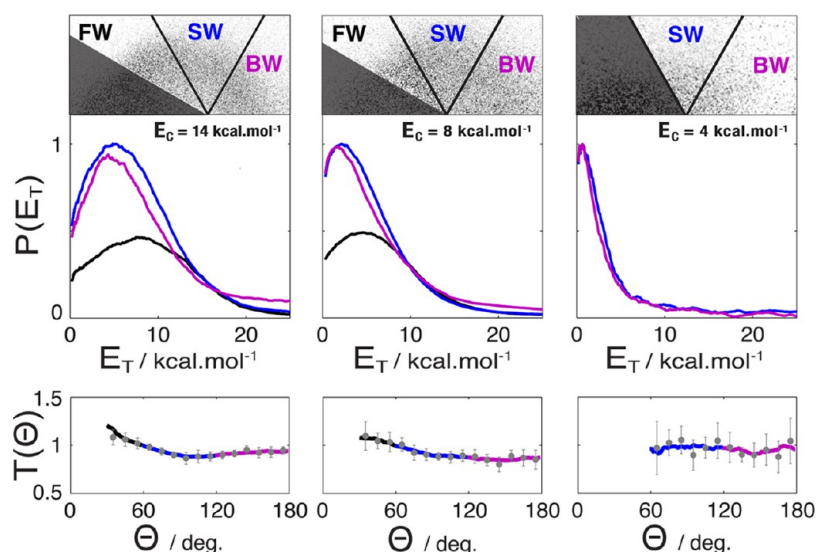 FW SW BW
FW SW BW
SW BW
E_C = 14 kcal.mol⁻¹
E_C = 8 kcal.mol⁻¹
E_C = 4 kcal.mol⁻¹
P(E_T)
1
0
0 10 20
0 10 20
0 10 20
E_T / kcal.mol⁻¹
E_T / kcal.mol⁻¹
E_T / kcal.mol⁻¹
T(Θ)
1.5
1.0
0.5
0 60 120 180
0 60 120 180
0 60 120 180
Θ / deg.
Θ / deg.
Θ / deg.